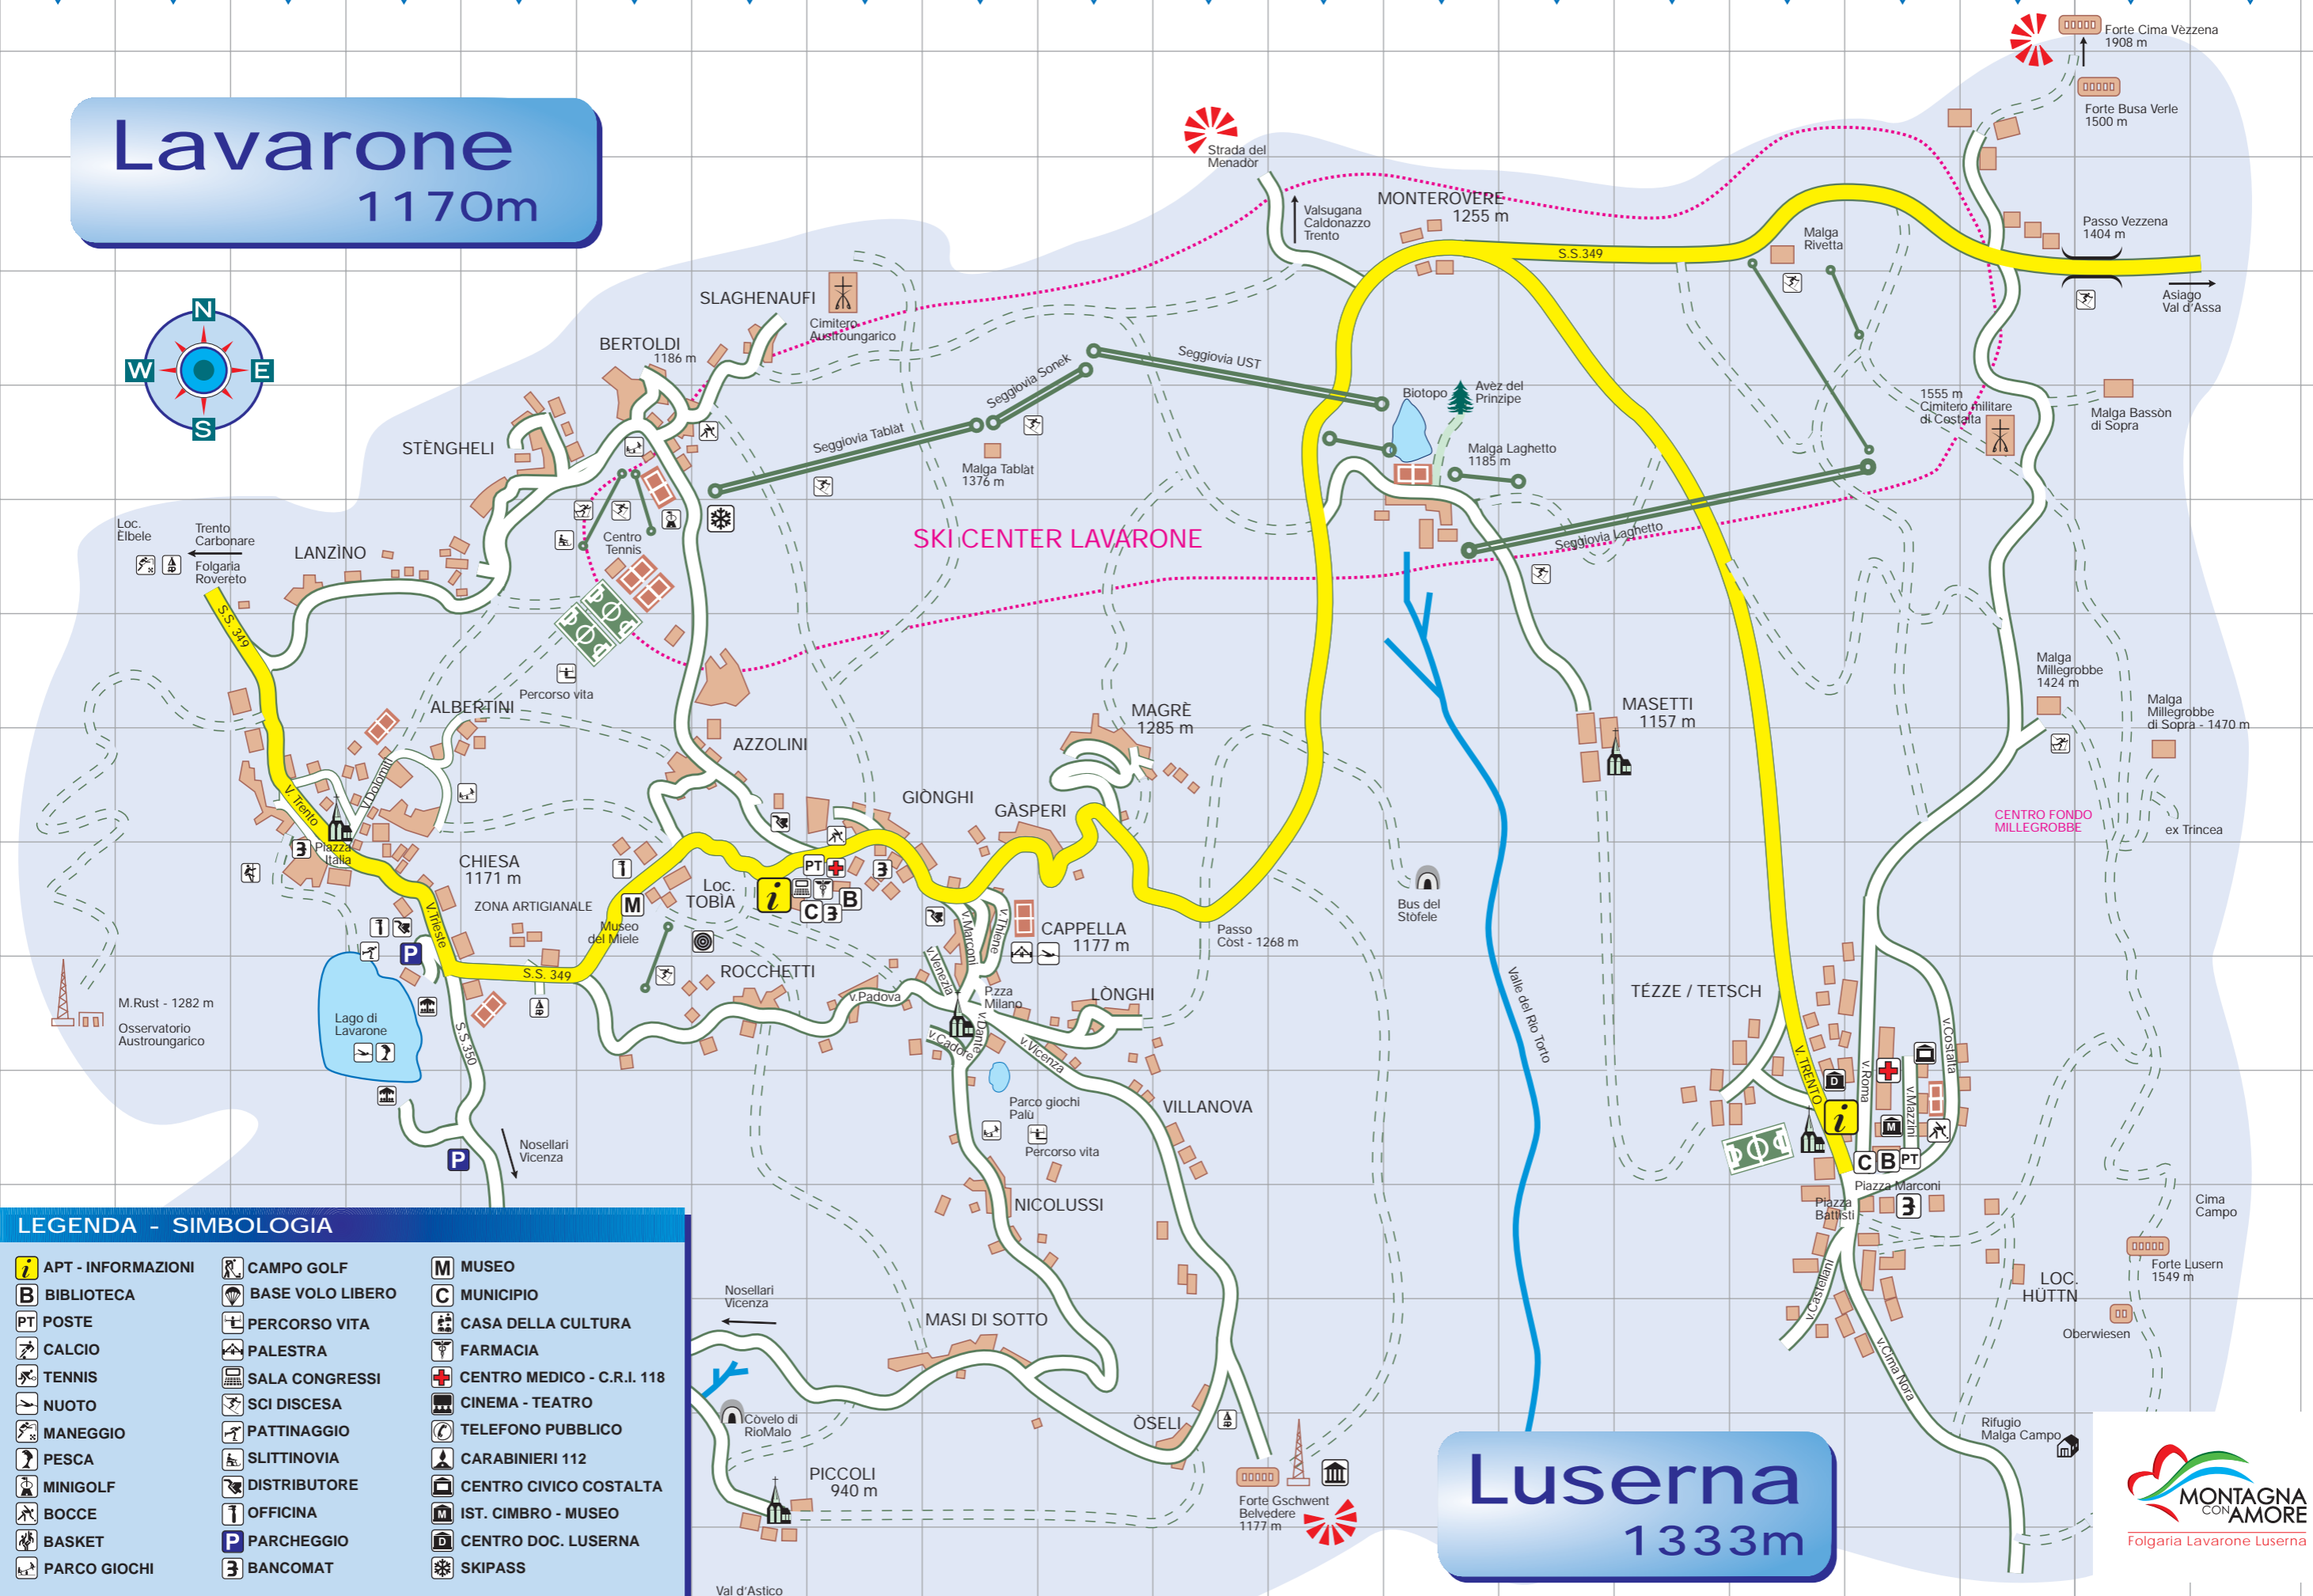 Lavarone
1170m
N
W
E
S
Forte Cima Vèzzena
1908 m
Forte Busa Verle
1500 m
Strada del
Menadòr
Valsugana
Caldonazzo
Trento
MONTEROVERE
1255 m
S.S.349
Malga
Rivetta
Passo Vezzena
1404 m
Asiago
Val d'Assa
SLAGHENAUFI
Cimitero
Austroungarico
BERTOLDI
1186 m
Seggiovia Sonek
Seggiovia UST
Seggiovia Tablàt
Malga Tablàt
1376 m
Biotopo
Avèz del
Prinzipe
Malga Laghetto
1185 m
1555 m
Cimitero militare
di Costalta
Malga Bassòn
di Sopra
STÈNGHELI
Centro
Tennis
SKI CENTER LAVARONE
Seggiovia Laghetto
Loc.
Èlbele
Trento
Carbonare
Folgaria
Rovereto
LANZÌNO
S.S. 349
Percorso vita
ALBERTINI
AZZOLINI
MAGRÈ
1285 m
MASETTI
1157 m
Malga
Millegrobbe
1424 m
Malga
Millegrobbe
di Sopra - 1470 m
CENTRO FONDO
MILLEGROBBE
ex Trincea
V. Trento
V.Dolomiti
Piazza
Italia
CHIESA
1171 m
ZONA ARTIGIANALE
V.Trieste
S.S. 349
GIÒNGHI
GÀSPERI
PT
Loc.
TOBÌA
i
B
C
M
Museo
del Miele
v.Marconi
v.Thiene
v.Venezia
CAPPELLA
1177 m
Passo
Còst - 1268 m
Bus del
Stòfele
Valle del Rio Torto
P
M.Rust - 1282 m
Osservatorio
Austroungarico
Lago di
Lavarone
S.S.350
ROCCHETTI
v.Padova
P.zza
Milano
LÒNGHI
v.Dante
v.Cadore
v.Vicenza
Parco giochi
Palù
Percorso vita
VILLANOVA
P
Nosellari
Vicenza
NICOLUSSI
MASI DI SOTTO
Nosellari
Vicenza
Còvelo di
RioMalo
PICCOLI
940 m
Val d'Astico
ÒSELI
Forte Gschwent
Belvedere
1177 m
TÉZZE / TETSCH
V. TRENTO
v.Roma
v.Mazzini
v.Costalta
D
i
M
C
B
PT
Piazza Marconi
Piazza
Battisti
v.Castellani
v.Cima Nora
Cima
Campo
Forte Lusern
1549 m
LOC.
HÜTTN
Oberwiesen
Rifugio
Malga Campo
Luserna
1333m
MONTAGNA
CON AMORE
Folgaria Lavarone Luserna
LEGENDA - SIMBOLOGIA
i APT - INFORMAZIONI
B BIBLIOTECA
PT POSTE
CALCIO
TENNIS
NUOTO
MANEGGIO
PESCA
MINIGOLF
BOCCE
BASKET
PARCO GIOCHI
CAMPO GOLF
BASE VOLO LIBERO
PERCORSO VITA
PALESTRA
SALA CONGRESSI
SCI DISCESA
PATTINAGGIO
SLITTINOVIA
DISTRIBUTORE
OFFICINA
P PARCHEGGIO
BANCOMAT
M MUSEO
C MUNICIPIO
CASA DELLA CULTURA
FARMACIA
CENTRO MEDICO - C.R.I. 118
CINEMA - TEATRO
TELEFONO PUBBLICO
CARABINIERI 112
CENTRO CIVICO COSTALTA
M IST. CIMBRO - MUSEO
D CENTRO DOC. LUSERNA
SKIPASS